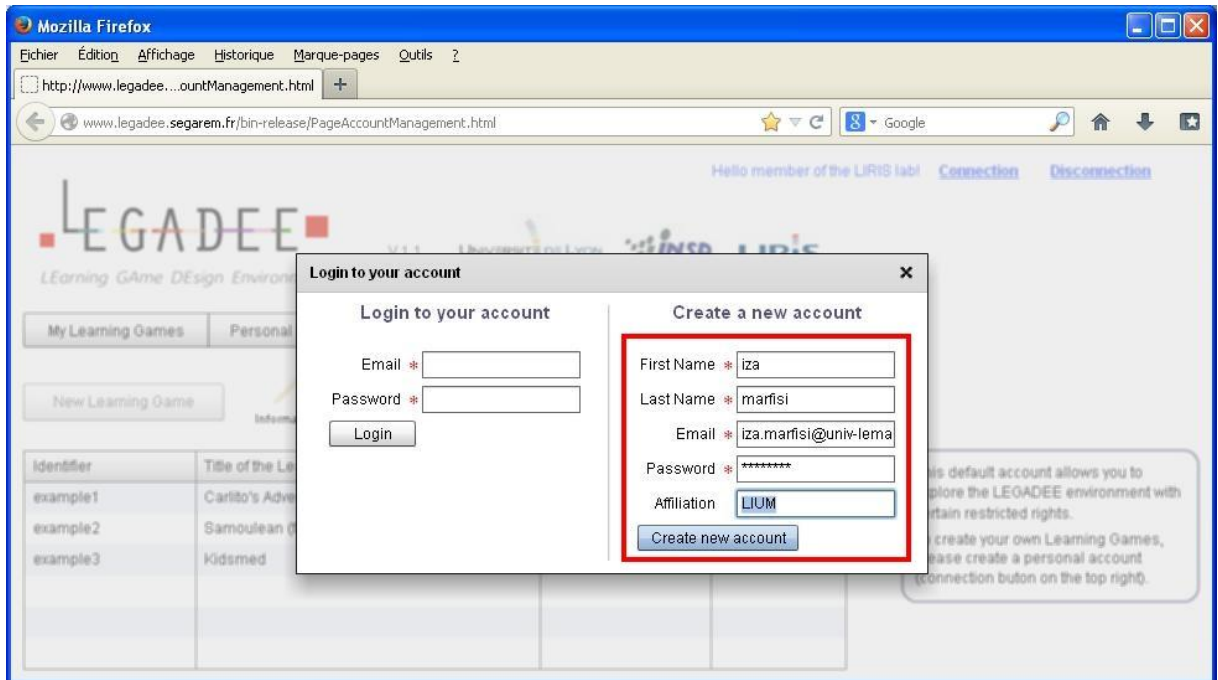 Mozilla Firefox
Fichier Édition Affichage Historique Marque-pages Outils ?
http://www.legadee....ountManagement.html +
www.legadee.segarem.fr/bin-release/PageAccountManagement.html Google
Hello member of the LIRIS lab! Connection Disconnection
LEGADEE
V 1.1 UNIVERSITÉ DE LYON INSA LIRIS
LEarning GAme DEsign
Login to your account
My Learning Games Personal
New Learning Game
Login to your account
Email *
Password *
Login
Create a new account
First Name * iza
Last Name * marfisi
Email * iza.marfisi@univ-lema
Password * ********
Affiliation LIUM
Create new account
Identifier Title of the Le
example1 Carlito's Adve
example2 Samoulean
example3 Kidsmed
is default account allows you to
plore the LEGADEE environment with
rtain restricted rights.
create your own Learning Games,
ease create a personal account
(connection buton on the top right).